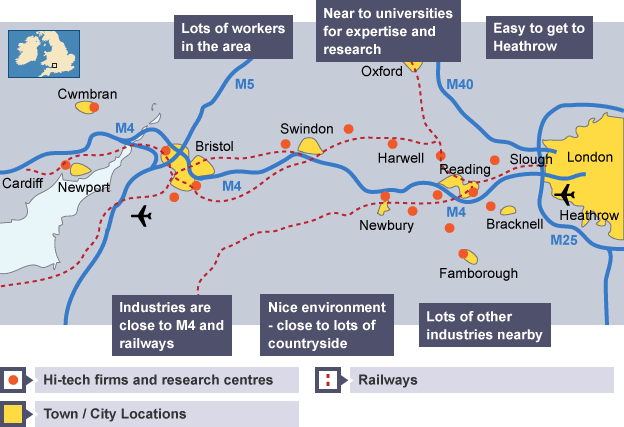 Lots of workers
in the area
Near to universities
for expertise and
research
Easy to get to
Heathrow
Oxford
M5
M40
Cwmbran
M4
Bristol
Swindon
Harwell
Reading
Slough
London
Cardiff
Newport
M4
Newbury
M4
Bracknell
Heathrow
M25
Famborough
Industries are
close to M4 and
railways
Nice environment
- close to lots of
countryside
Lots of other
industries nearby
Hi-tech firms and research centres
Railways
Town / City Locations